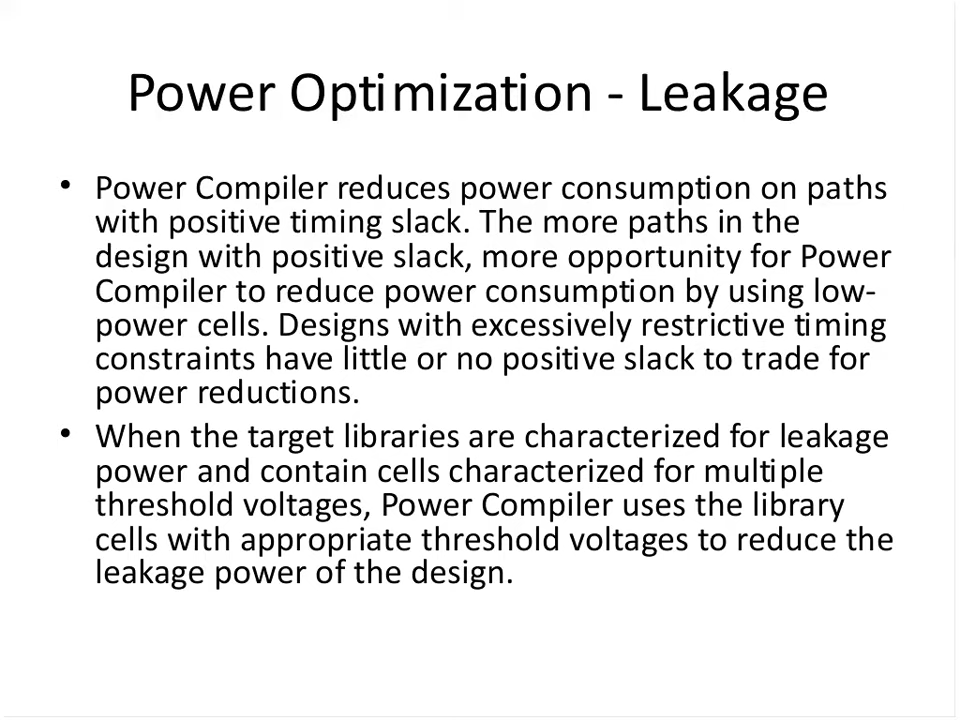 Power Optimization - Leakage
• Power Compiler reduces power consumption on paths
with positive timing slack. The more paths in the
design with positive slack, more opportunity for Power
Compiler to reduce power consumption by using low-
power cells. Designs with excessively restrictive timing
constraints have little or no positive slack to trade for
power reductions.
• When the target libraries are characterized for leakage
power and contain cells characterized for multiple
threshold voltages, Power Compiler uses the library
cells with appropriate threshold voltages to reduce the
leakage power of the design.